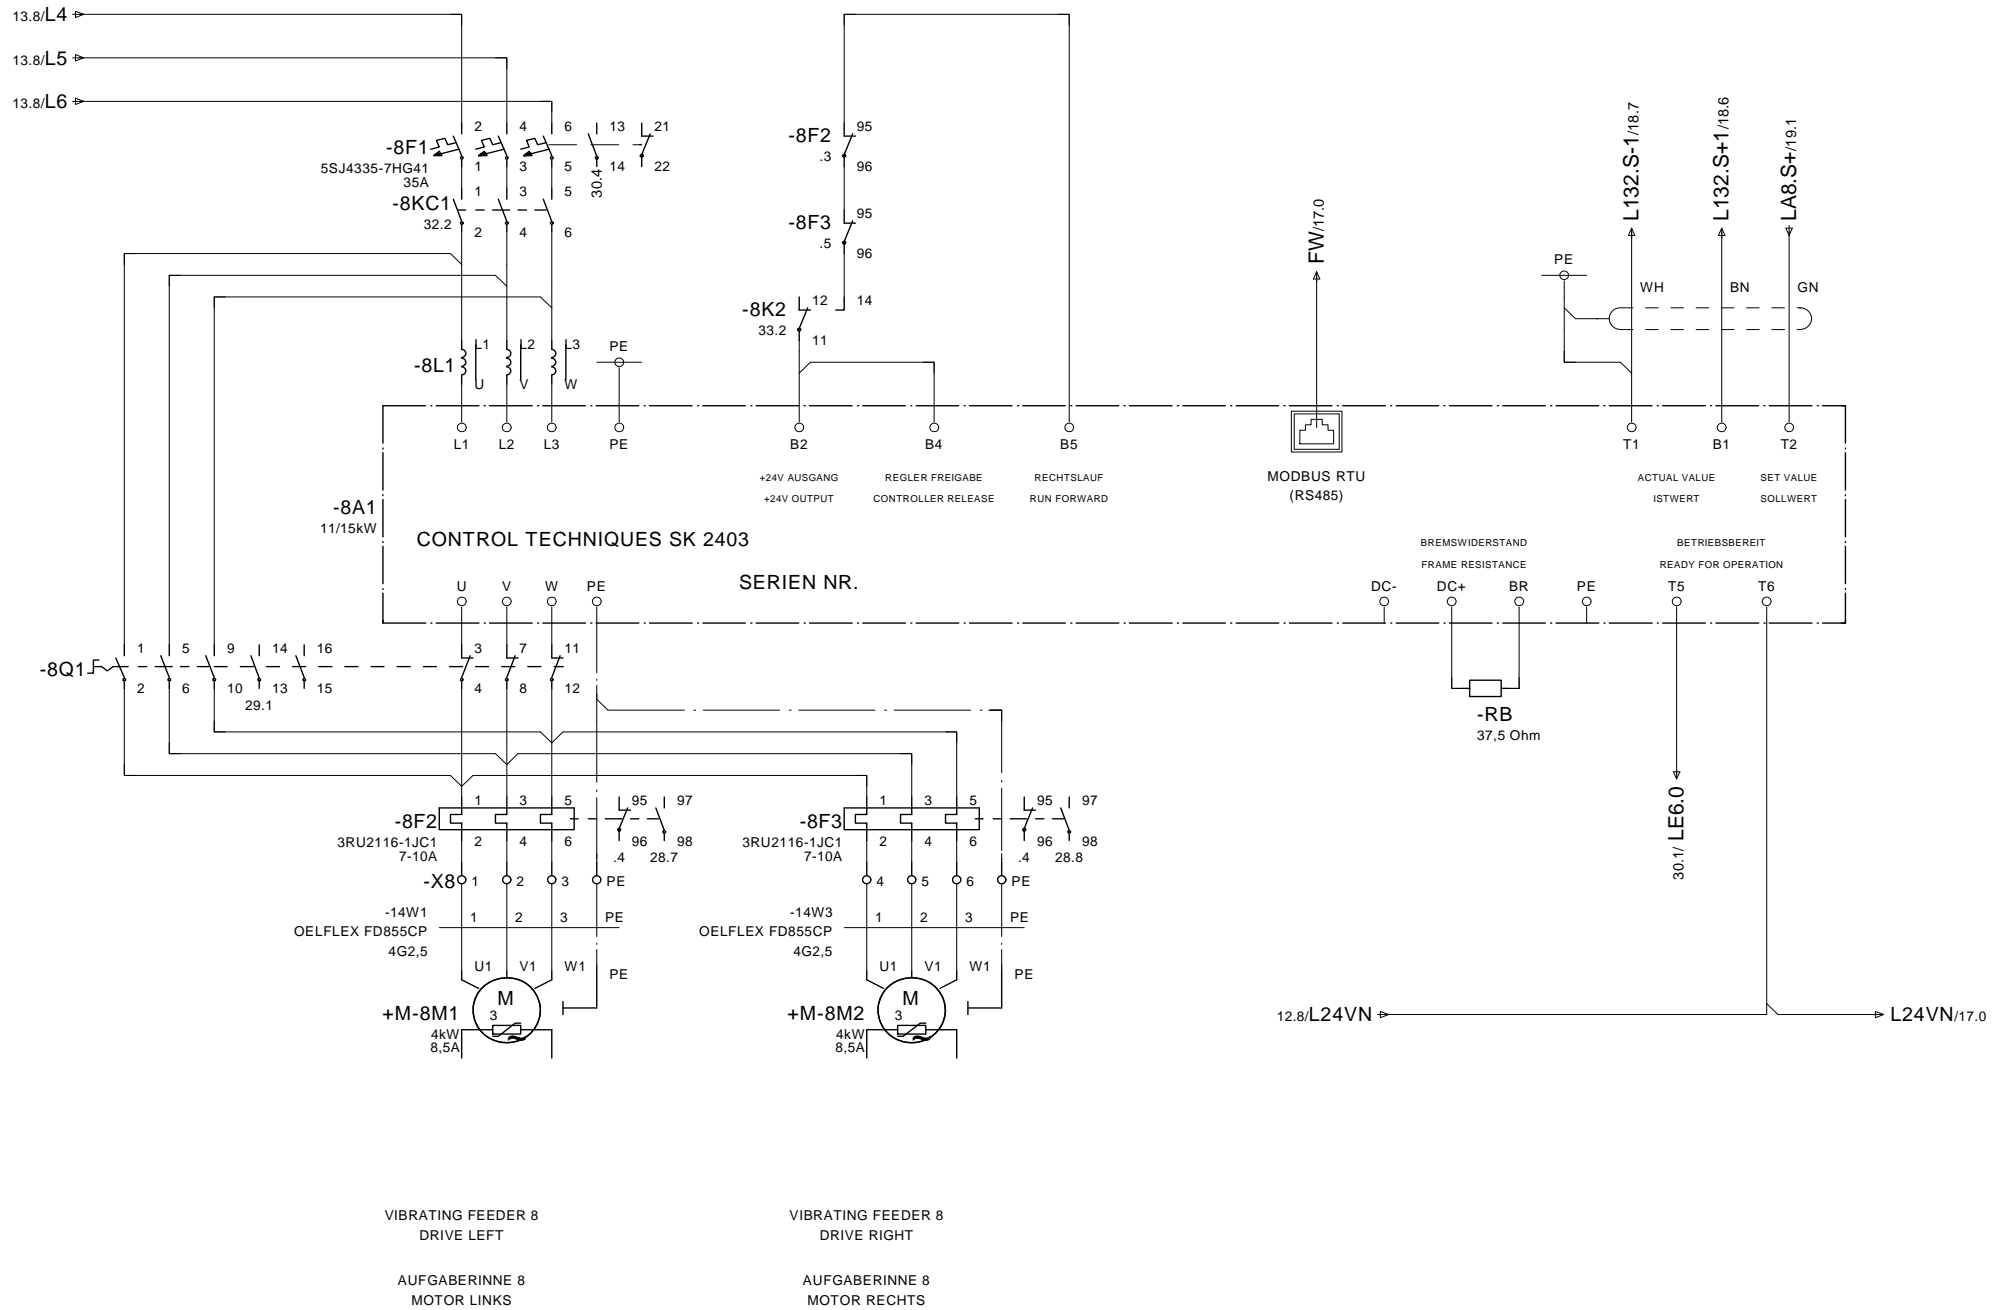 13.8/L4
13.8/L5
13.8/L6
2 4 6 13 21
-8F1
5SJ4335-7HG41
35A
1 3 5 14 22
30.4
1 3 5
-8KC1
32.2
2 4 6
-8F2
.3
95
96
-8F3
.5
95
96
-8K2
33.2
12 14
11
FW/17.0
L132.S-1/18.7
L132.S+1/18.6
LA8.S+/19.1
PE
WH BN GN
-8L1
L1 L2 L3 PE
U V W
L1 L2 L3 PE B2 B4 B5 T1 B1 T2
+24V AUSGANG
+24V OUTPUT
REGLER FREIGABE
CONTROLLER RELEASE
RECHTSLAUF
RUN FORWARD
MODBUS RTU
(RS485)
ACTUAL VALUE
ISTWERT
SET VALUE
SOLLWERT
-8A1
11/15kW
CONTROL TECHNIQUES SK 2403
SERIEN NR.
BREMSWIDERSTAND
FRAME RESISTANCE
BETRIEBSBEREIT
READY FOR OPERATION
U V W PE
DC- DC+ BR PE T5 T6
-8Q1
1 5 9 14 16 3 7 11
2 6 10 13 15 4 8 12
29.1
-RB
37,5 Ohm
30.1/ LE6.0
-8F2
3RU2116-1JC1
7-10A
1 3 5 95 97
2 4 6 96 98
.4 28.7
-8F3
3RU2116-1JC1
7-10A
1 3 5 95 97
2 4 6 96 98
.4 28.8
-X8 1 2 3 PE 4 5 6 PE
-14W1
OELFLEX FD855CP
4G2,5
1 2 3 PE
-14W3
OELFLEX FD855CP
4G2,5
1 2 3 PE
U1 V1 W1 PE
U1 V1 W1 PE
+M-8M1
4kW
8,5A
M
3
+M-8M2
4kW
8,5A
M
3
12.8/L24VN
L24VN/17.0
VIBRATING FEEDER 8
DRIVE LEFT
AUFGABERINNE 8
MOTOR LINKS
VIBRATING FEEDER 8
DRIVE RIGHT
AUFGABERINNE 8
MOTOR RECHTS